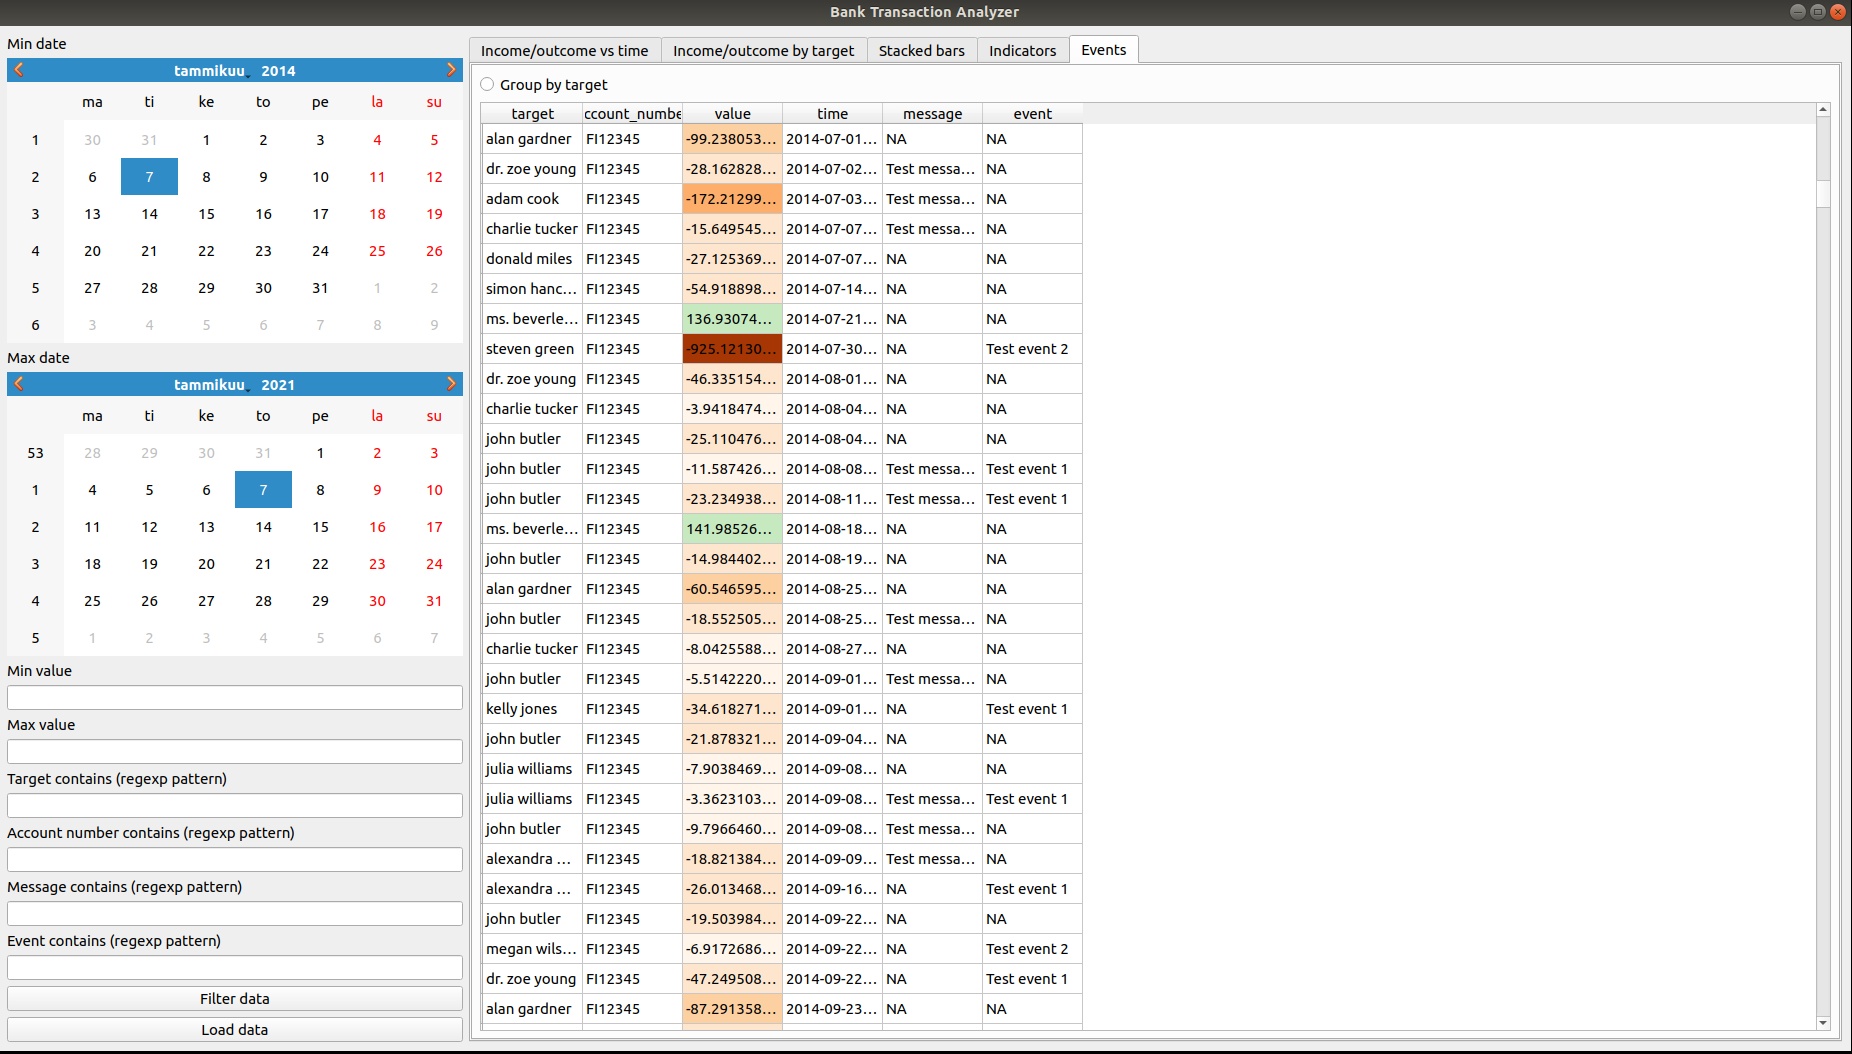 Bank Transaction Analyzer
Min date
tammikuu 2014
ma ti ke to pe la su
1 30 31 1 2 3 4 5
2 6 7 8 9 10 11 12
3 13 14 15 16 17 18 19
4 20 21 22 23 24 25 26
5 27 28 29 30 31 1 2
6 3 4 5 6 7 8 9
Max date
tammikuu 2021
ma ti ke to pe la su
53 28 29 30 31 1 2 3
1 4 5 6 7 8 9 10
2 11 12 13 14 15 16 17
3 18 19 20 21 22 23 24
4 25 26 27 28 29 30 31
5 1 2 3 4 5 6 7
Min value
Max value
Target contains (regexp pattern)
Account number contains (regexp pattern)
Message contains (regexp pattern)
Event contains (regexp pattern)
Filter data
Load data
Income/outcome vs time Income/outcome by target Stacked bars Indicators Events
Group by target
target ccount_numbe value time message event
alan gardner FI12345 -99.238053... 2014-07-01... NA NA
dr. zoe young FI12345 -28.162828... 2014-07-02... Test messa... NA
adam cook FI12345 -172.21299... 2014-07-03... Test messa... NA
charlie tucker FI12345 -15.649545... 2014-07-07... Test messa... NA
donald miles FI12345 -27.125369... 2014-07-07... NA NA
simon hanc... FI12345 -54.918898... 2014-07-14... NA NA
ms. beverle... FI12345 136.93074... 2014-07-21... NA NA
steven green FI12345 -925.12130... 2014-07-30... NA Test event 2
dr. zoe young FI12345 -46.335154... 2014-08-01... NA NA
charlie tucker FI12345 -3.9418474... 2014-08-04... NA NA
john butler FI12345 -25.110476... 2014-08-04... NA NA
john butler FI12345 -11.587426... 2014-08-08... Test messa... Test event 1
john butler FI12345 -23.234938... 2014-08-11... Test messa... Test event 1
ms. beverle... FI12345 141.98526... 2014-08-18... NA NA
john butler FI12345 -14.984402... 2014-08-19... NA NA
alan gardner FI12345 -60.546595... 2014-08-25... NA NA
john butler FI12345 -18.552505... 2014-08-25... Test messa... NA
charlie tucker FI12345 -8.0425588... 2014-08-27... NA NA
john butler FI12345 -5.5142220... 2014-09-01... Test messa... NA
kelly jones FI12345 -34.618271... 2014-09-01... NA Test event 1
john butler FI12345 -21.878321... 2014-09-04... NA NA
julia williams FI12345 -7.9038469... 2014-09-08... NA NA
julia williams FI12345 -3.3623103... 2014-09-08... Test messa... Test event 1
john butler FI12345 -9.7966460... 2014-09-08... Test messa... NA
alexandra ... FI12345 -18.821384... 2014-09-09... Test messa... NA
alexandra ... FI12345 -26.013468... 2014-09-16... NA Test event 1
john butler FI12345 -19.503984... 2014-09-22... NA NA
megan wils... FI12345 -6.9172686... 2014-09-22... NA Test event 2
dr. zoe young FI12345 -47.249508... 2014-09-22... NA Test event 1
alan gardner FI12345 -87.291358... 2014-09-23... NA NA